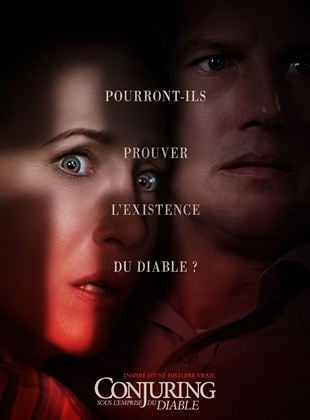 POURRONT-ILS
PROUVER
L'EXISTENCE
DU DIABLE ?
INSPIRÉ D'UNE HISTOIRE VRAIE
CONJURING
SOUS L'EMPRISE DU DIABLE